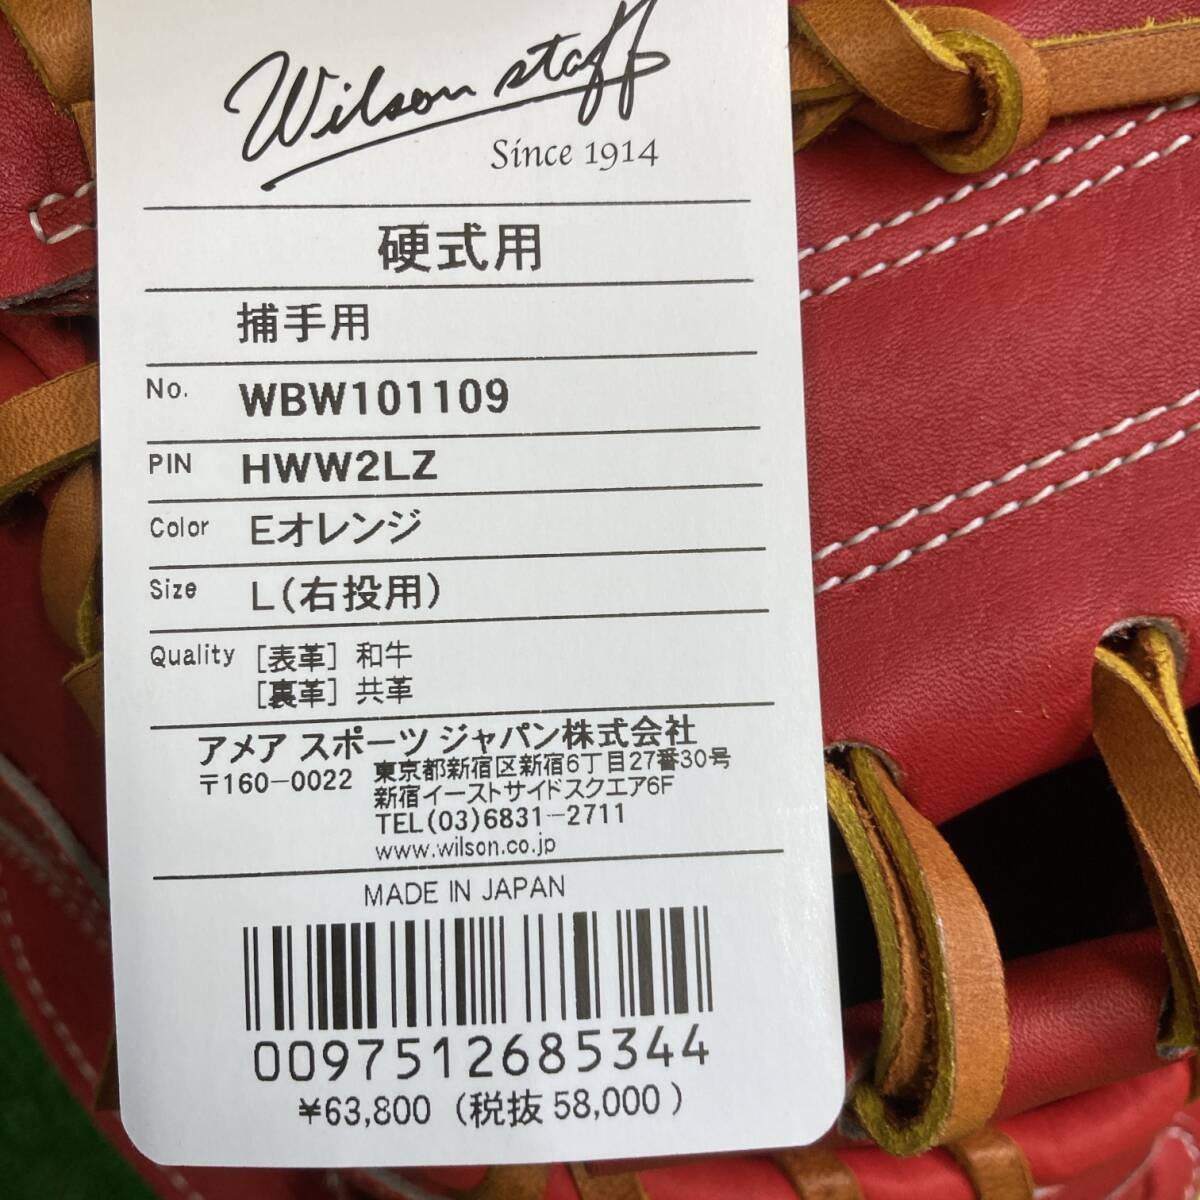 Wilson staff
Since 1914
硬式用
捕手用
No. WBW101109
PIN HWW2LZ
Color Eオレンジ
Size L(右投用)
Quality [表革] 和牛
[裏革] 共革
アメア スポーツ ジャパン株式会社
〒160-0022 東京都新宿区新宿6丁目27番30号
新宿イーストサイドスクエア6F
TEL(03)6831-2711
www.wilson.co.jp
MADE IN JAPAN
0097512685344
¥63,800 (税抜58,000)